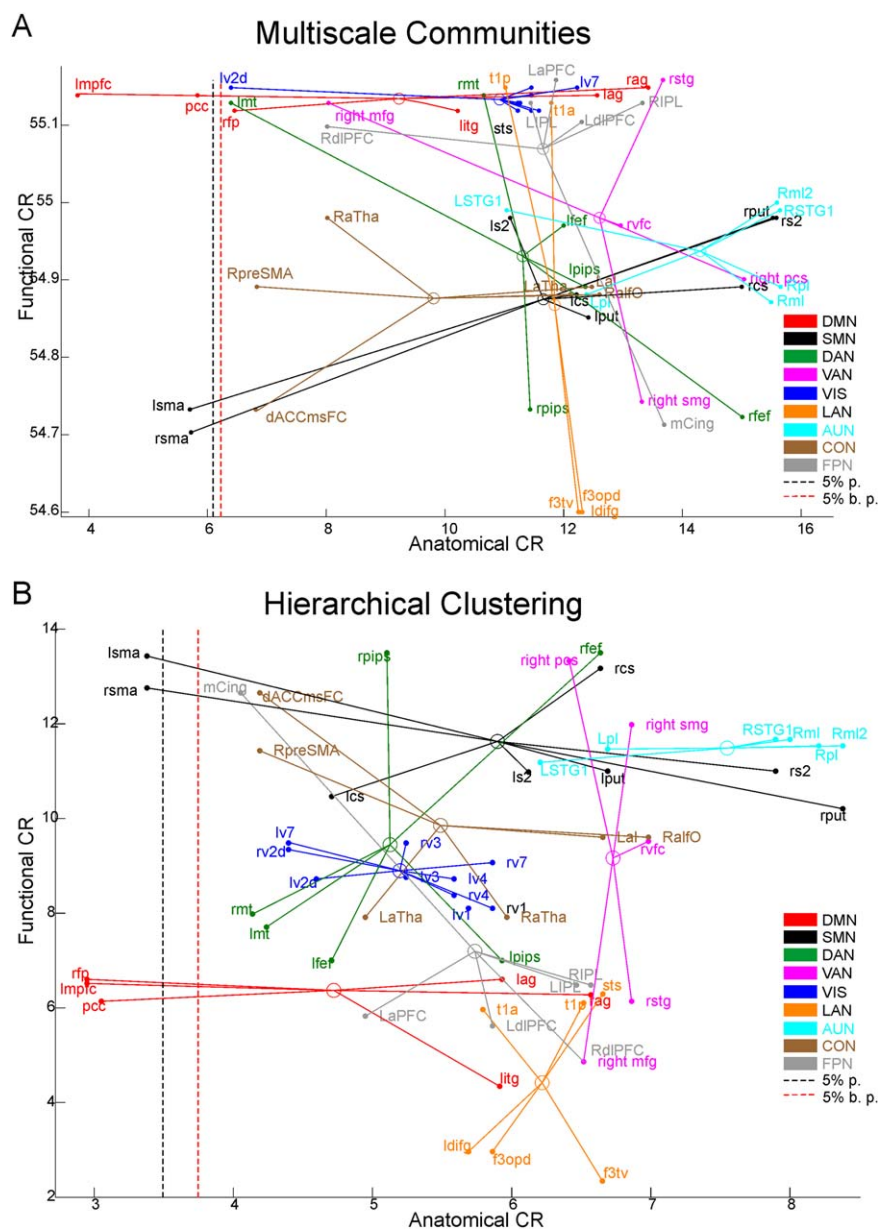 A
Multiscale Communities
lmpfc
pcc
lv2d
lmt
rfp
right mfg
RdlPFC
litg
rmt
t1p
LaPFC
lv7
rag
rstg
lag
t1a
RIPL
LIPL
LdlPFC
sts
55.1
55
54.9
54.8
54.7
54.6
Functional CR
RaTha
LSTG1
ls2
lfef
rvfc
Rml2
RSTG1
rput
rs2
RpreSMA
lpips
LaTha
Lal
RalfO
lcs
Lpl
lput
right pcs
rcs
Rpl
Rml
lsma
rsma
dACCmsFC
rpips
right smg
mCing
rfef
f3tv
f3opd
ldifg
DMN
SMN
DAN
VAN
VIS
LAN
AUN
CON
FPN
5% p.
5% b. p.
4
6
8
10
12
14
16
Anatomical CR
B
Hierarchical Clustering
14
12
10
8
6
4
2
Functional CR
lsma
rsma
mCing
dACCmsFC
RpreSMA
rpips
right pcs
rfef
rcs
right smg
Lpl
RSTG1
Rml
Rml2
Rpl
LSTG1
ls2
lput
rs2
rput
lcs
Lal
RalfO
rvfc
lv7
rv2d
rv3
rv7
lv2d
lv3
lv4
rv4
lv1
rv1
rmt
lmt
LaTha
RaTha
lfef
lpips
rfp
lmpfc
pcc
lag
RIPL
LIPL
sts
rag
t1a
t1p
LaPFC
LdlPFC
RdlPFC
right mfg
rstg
litg
ldifg
f3opd
f3tv
DMN
SMN
DAN
VAN
VIS
LAN
AUN
CON
FPN
5% p.
5% b. p.
3
4
5
6
7
8
Anatomical CR